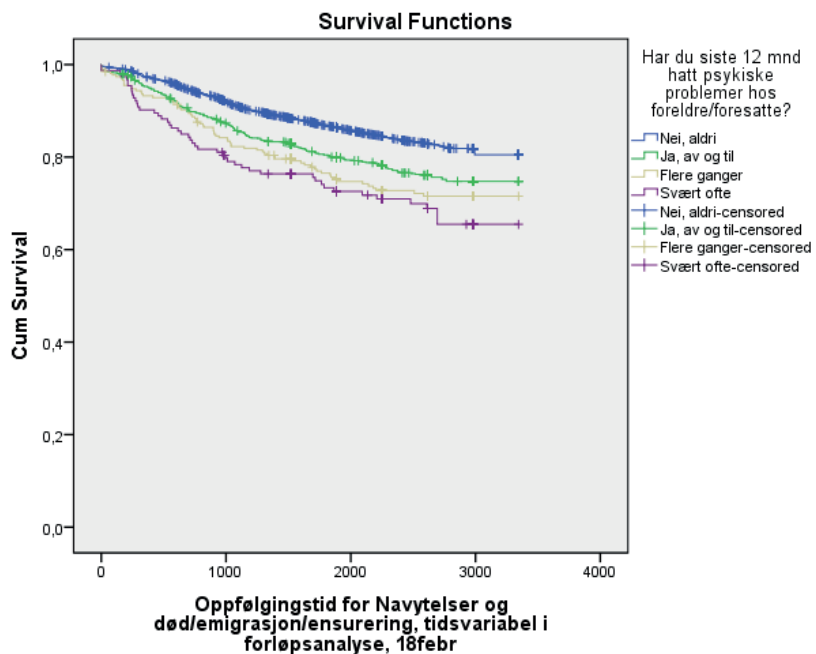 Survival Functions
Har du siste 12 mnd
hatt psykiske
problemer hos
foreldre/foresatte?
Nei, aldri
Ja, av og til
Flere ganger
Svært ofte
Nei, aldri-censored
Ja, av og til-censored
Flere ganger-censored
Svært ofte-censored
Cum Survival
1,0
0,8
0,6
0,4
0,2
0,0
0
1000
2000
3000
4000
Oppfølgingstid for Navytelser og
død/emigrasjon/ensurering, tidsvariabel i
forløpsanalyse, 18febr